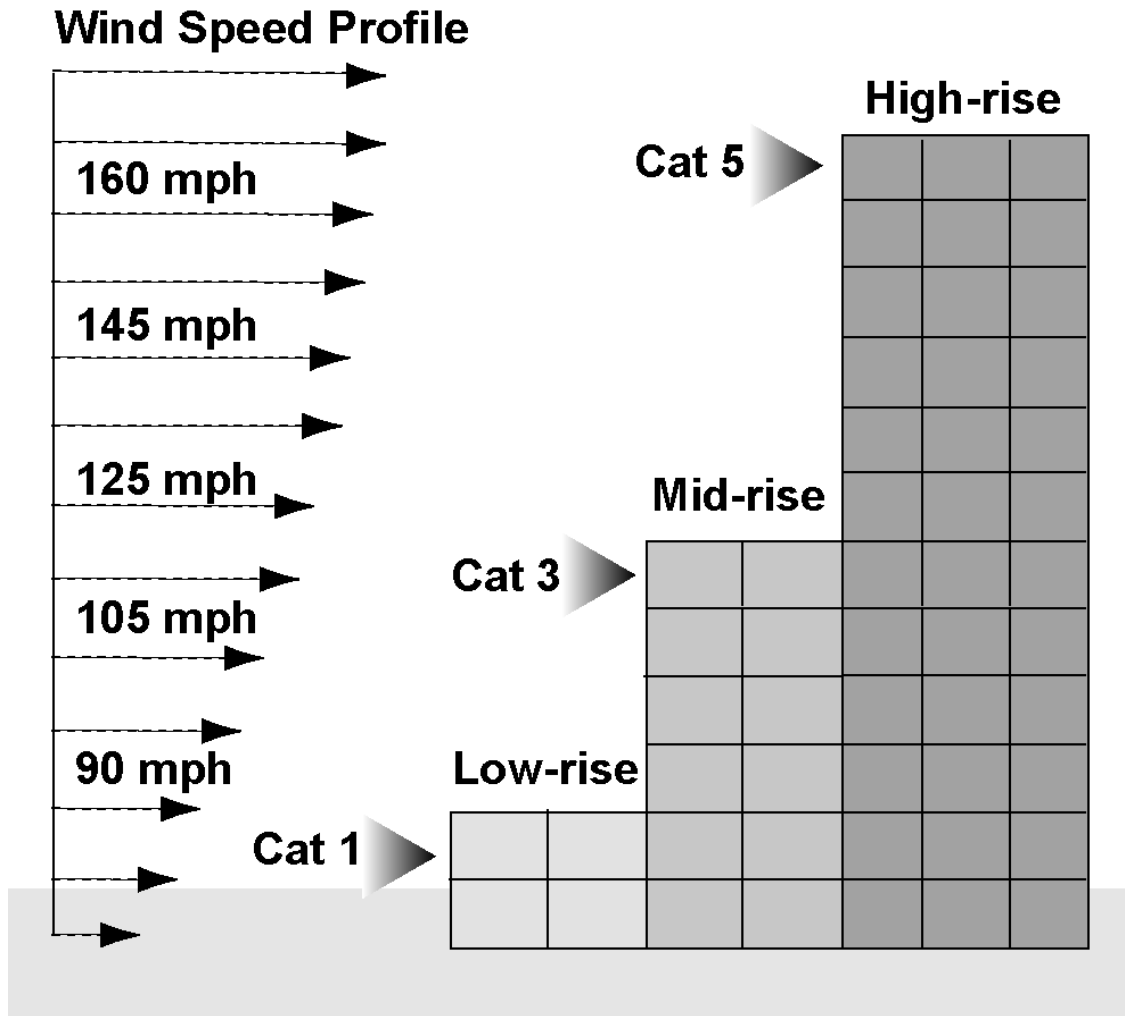 Wind Speed Profile
High-rise
Cat 5
160 mph
145 mph
125 mph
Mid-rise
Cat 3
105 mph
90 mph
Low-rise
Cat 1